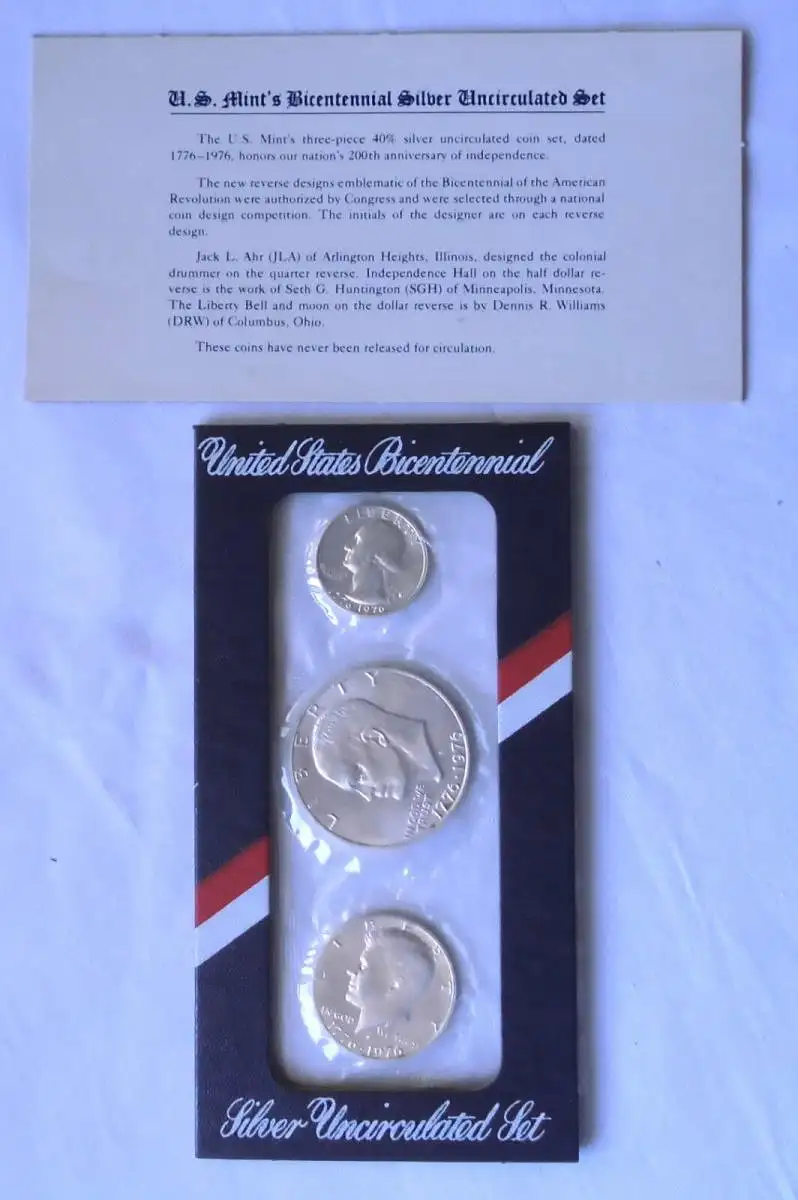 U.S. Mint's Bicentennial Silver Uncirculated Set
The U.S. Mint's three-piece 40% silver uncirculated coin set, dated
1776-1976, honors our nation's 200th anniversary of independence.
The new reverse designs emblematic of the Bicentennial of the American
Revolution were authorized by Congress and were selected through a national
coin design competition. The initials of the designer are on each reverse
design.
Jack L. Ahr (JLA) of Arlington Heights, Illinois, designed the colonial
drummer on the quarter reverse. Independence Hall on the half dollar re-
verse is the work of Seth G. Huntington (SGH) of Minneapolis, Minnesota.
The Liberty Bell and moon on the dollar reverse is by Dennis R. Williams
(DRW) of Columbus, Ohio.
These coins have never been released for circulation.
United States Bicentennial
LIBERTY
1976
LIBERTY
IN GOD WE
TRUST
1776·1976
LIBERTY
IN GOD
1776·1976
Silver Uncirculated Set